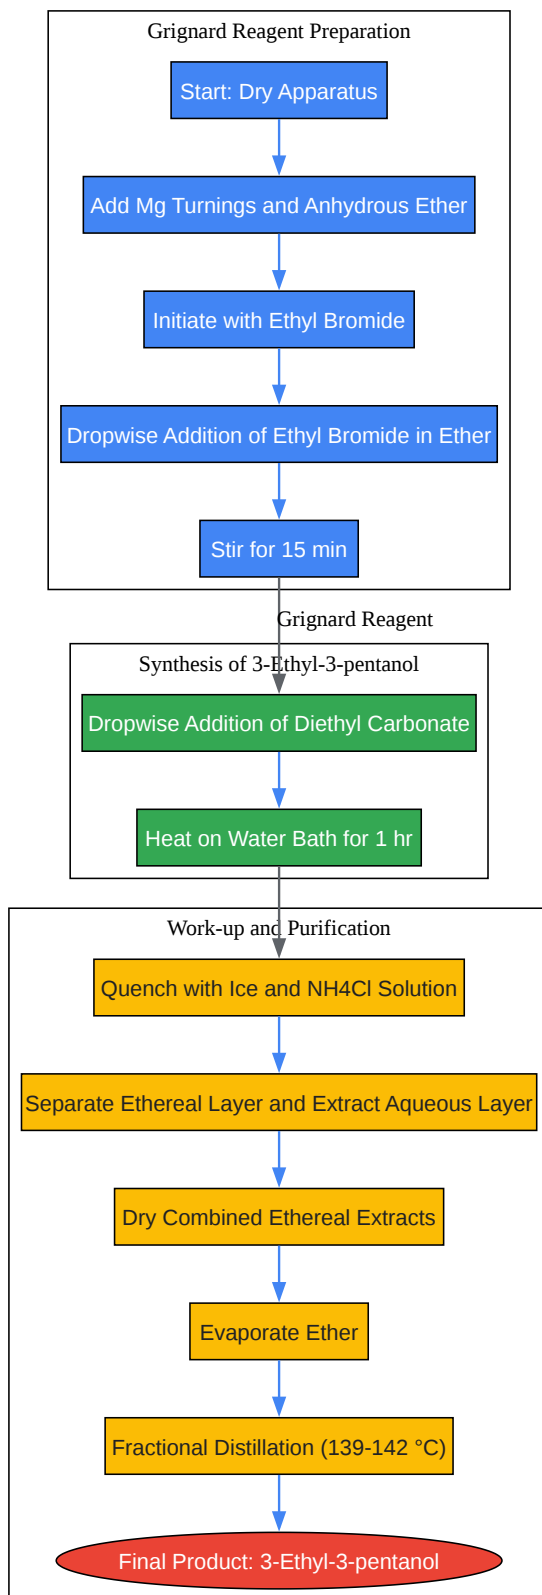 Grignard Reagent Preparation
Start: Dry Apparatus
Add Mg Turnings and Anhydrous Ether
Initiate with Ethyl Bromide
Dropwise Addition of Ethyl Bromide in Ether
Stir for 15 min
Grignard Reagent
Synthesis of 3-Ethyl-3-pentanol
Dropwise Addition of Diethyl Carbonate
Heat on Water Bath for 1 hr
Work-up and Purification
Quench with Ice and NH4Cl Solution
Separate Ethereal Layer and Extract Aqueous Layer
Dry Combined Ethereal Extracts
Evaporate Ether
Fractional Distillation (139-142 °C)
Final Product: 3-Ethyl-3-pentanol